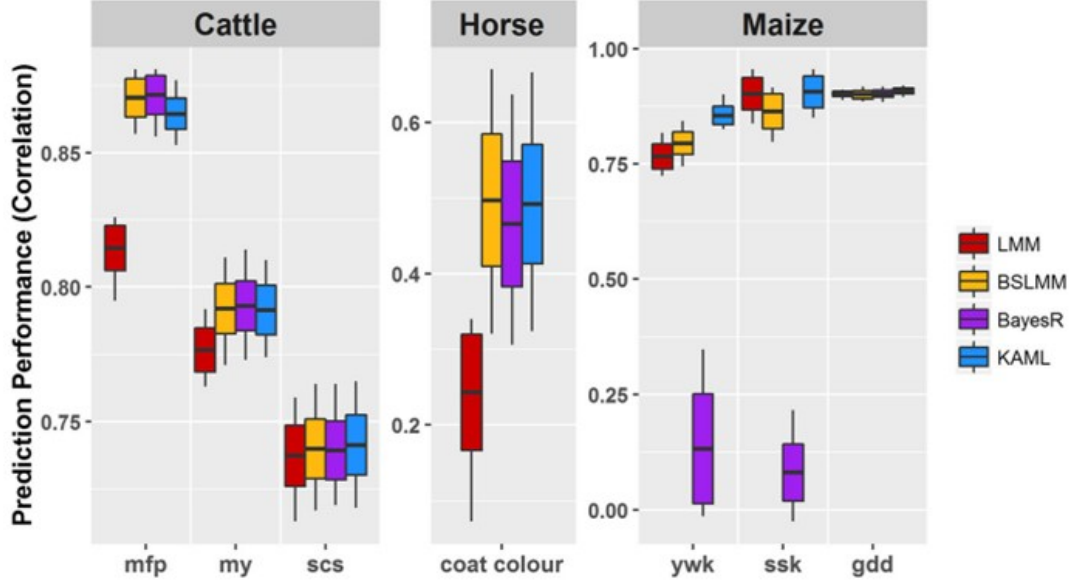 Cattle
Horse
Maize
Prediction Performance (Correlation)
0.85
0.80
0.75
mfp
my
scs
0.6
0.4
0.2
coat colour
1.00
0.75
0.50
0.25
0.00
ywk
ssk
gdd
LMM
BSLMM
BayesR
KAML